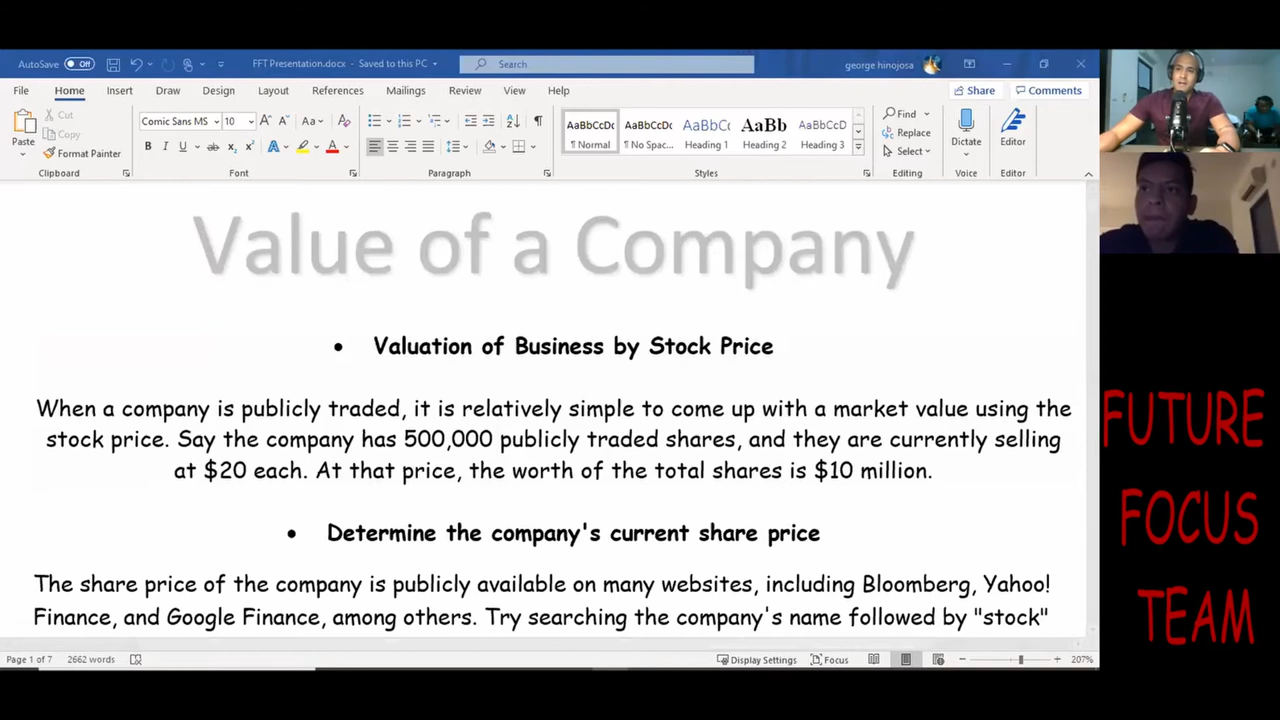 AutoSave Off FFT Presentation.docx - Saved to this PC Search george hinojosa
File Home Insert Draw Design Layout References Mailings Review View Help Share Comments
Paste Cut Copy Format Painter
Clipboard
Comic Sans MS 10 Aa
B I U ab x₂ x² A A
Font
Paragraph
AaBbCcDc AaBbCcDc AaBbCc AaBb AaBbCcD
¶ Normal ¶ No Spac... Heading 1 Heading 2 Heading 3
Styles
Find
Replace
Select
Editing
Dictate
Voice
Editor
Editor
Value of a Company
• Valuation of Business by Stock Price
When a company is publicly traded, it is relatively simple to come up with a market value using the
stock price. Say the company has 500,000 publicly traded shares, and they are currently selling
at $20 each. At that price, the worth of the total shares is $10 million.
• Determine the company's current share price
The share price of the company is publicly available on many websites, including Bloomberg, Yahoo!
Finance, and Google Finance, among others. Try searching the company's name followed by "stock"
Page 1 of 7 2662 words Display Settings Focus 207%
FUTURE
FOCUS
TEAM